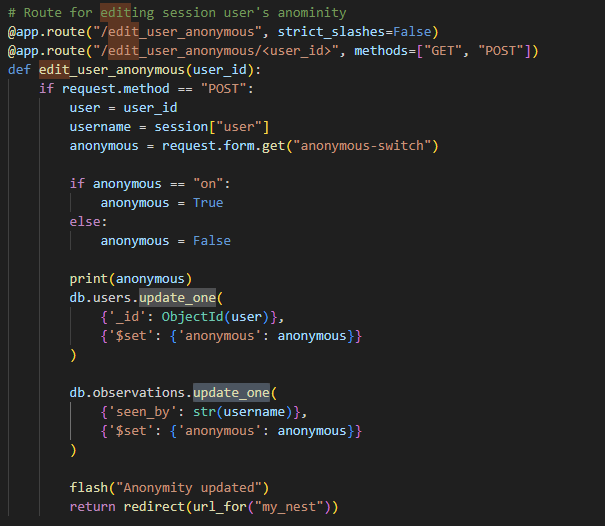 # Route for editing session user's anominity
@app.route("/edit_user_anonymous", strict_slashes=False)
@app.route("/edit_user_anonymous/<user_id>", methods=["GET", "POST"])
def edit_user_anonymous(user_id):
    if request.method == "POST":
        user = user_id
        username = session["user"]
        anonymous = request.form.get("anonymous-switch")

        if anonymous == "on":
            anonymous = True
        else:
            anonymous = False

        print(anonymous)
        db.users.update_one(
            {'_id': ObjectId(user)},
            {'$set': {'anonymous': anonymous}}
        )

        db.observations.update_one(
            {'seen_by': str(username)},
            {'$set': {'anonymous': anonymous}}
        )

        flash("Anonymity updated")
        return redirect(url_for("my_nest"))